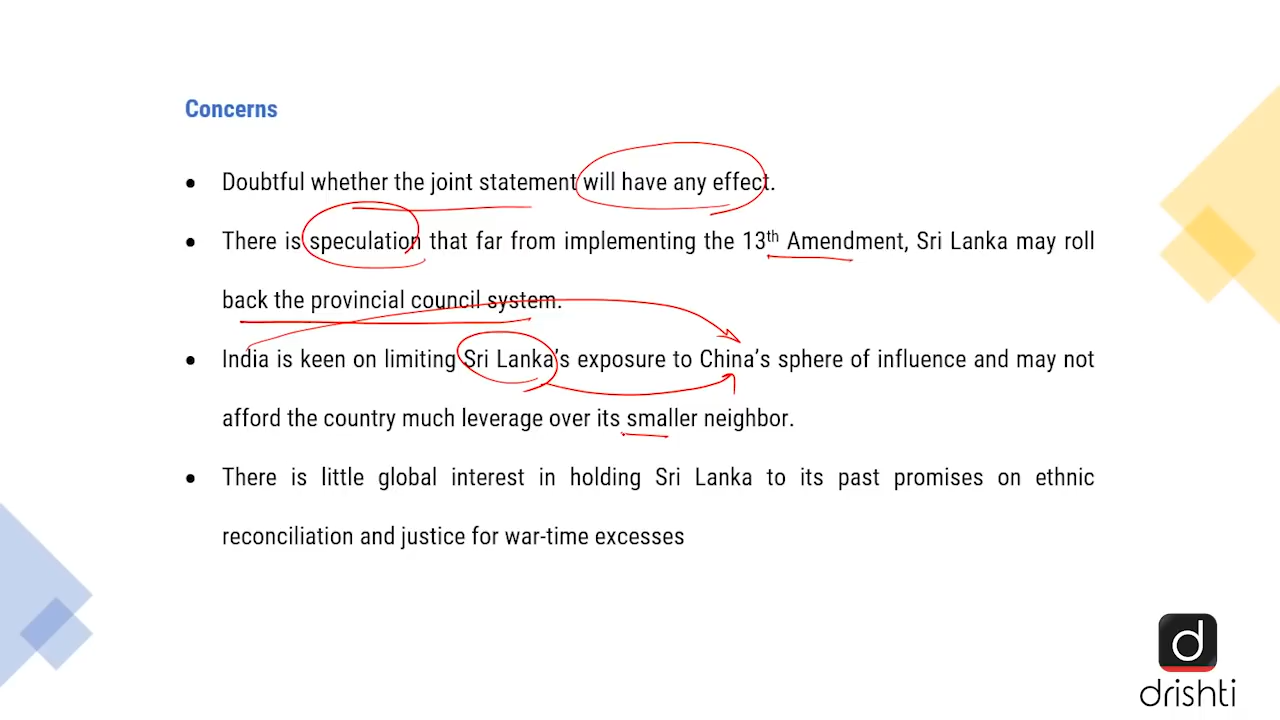 Concerns
• Doubtful whether the joint statement will have any effect.
• There is speculation that far from implementing the 13th Amendment, Sri Lanka may roll
back the provincial council system.
• India is keen on limiting Sri Lanka’s exposure to China’s sphere of influence and may not
afford the country much leverage over its smaller neighbor.
• There is little global interest in holding Sri Lanka to its past promises on ethnic
reconciliation and justice for war-time excesses
d
drishti